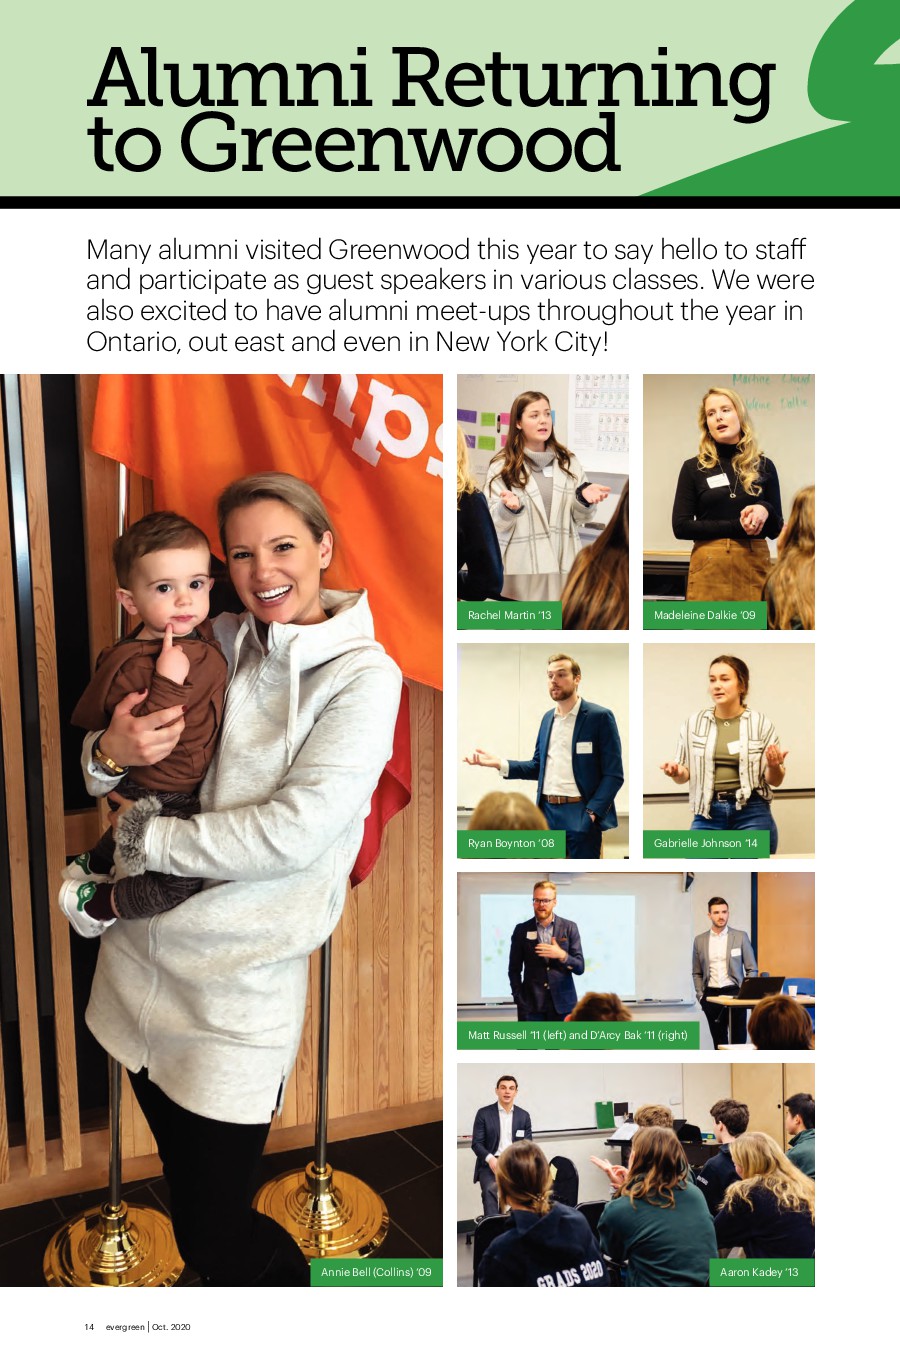 Alumni Returning
to Greenwood
Many alumni visited Greenwood this year to say hello to staff
and participate as guest speakers in various classes. We were
also excited to have alumni meet-ups throughout the year in
Ontario, out east and even in New York City!
Rachel Martin ’13
Madeleine Dalkie ’09
Ryan Boynton ’08
Gabrielle Johnson ’14
Matt Russell ’11 (left) and D’Arcy Bak ’11 (right)
GRADS 2020
Annie Bell (Collins) ’09
Aaron Kadey ’13
14 evergreen | Oct. 2020